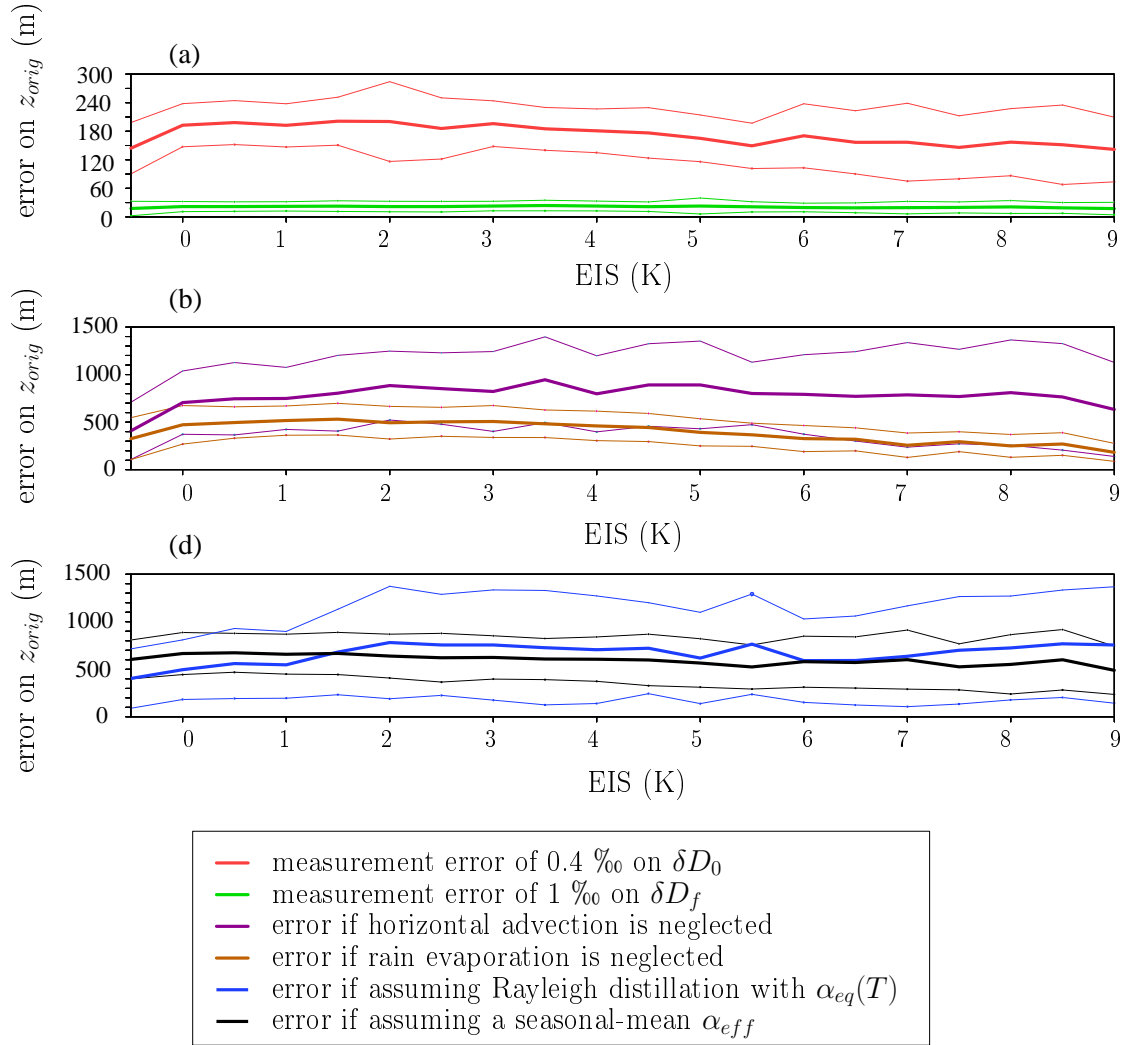 (a)
error on z_orig (m)
300
240
180
120
60
0
0 1 2 3 4 5 6 7 8 9
EIS (K)
(b)
error on z_orig (m)
1500
1000
500
0
0 1 2 3 4 5 6 7 8 9
EIS (K)
(d)
error on z_orig (m)
1500
1000
500
0
0 1 2 3 4 5 6 7 8 9
EIS (K)
measurement error of 0.4 ‰ on δD_0
measurement error of 1 ‰ on δD_f
error if horizontal advection is neglected
error if rain evaporation is neglected
error if assuming Rayleigh distillation with α_eq(T)
error if assuming a seasonal-mean α_eff